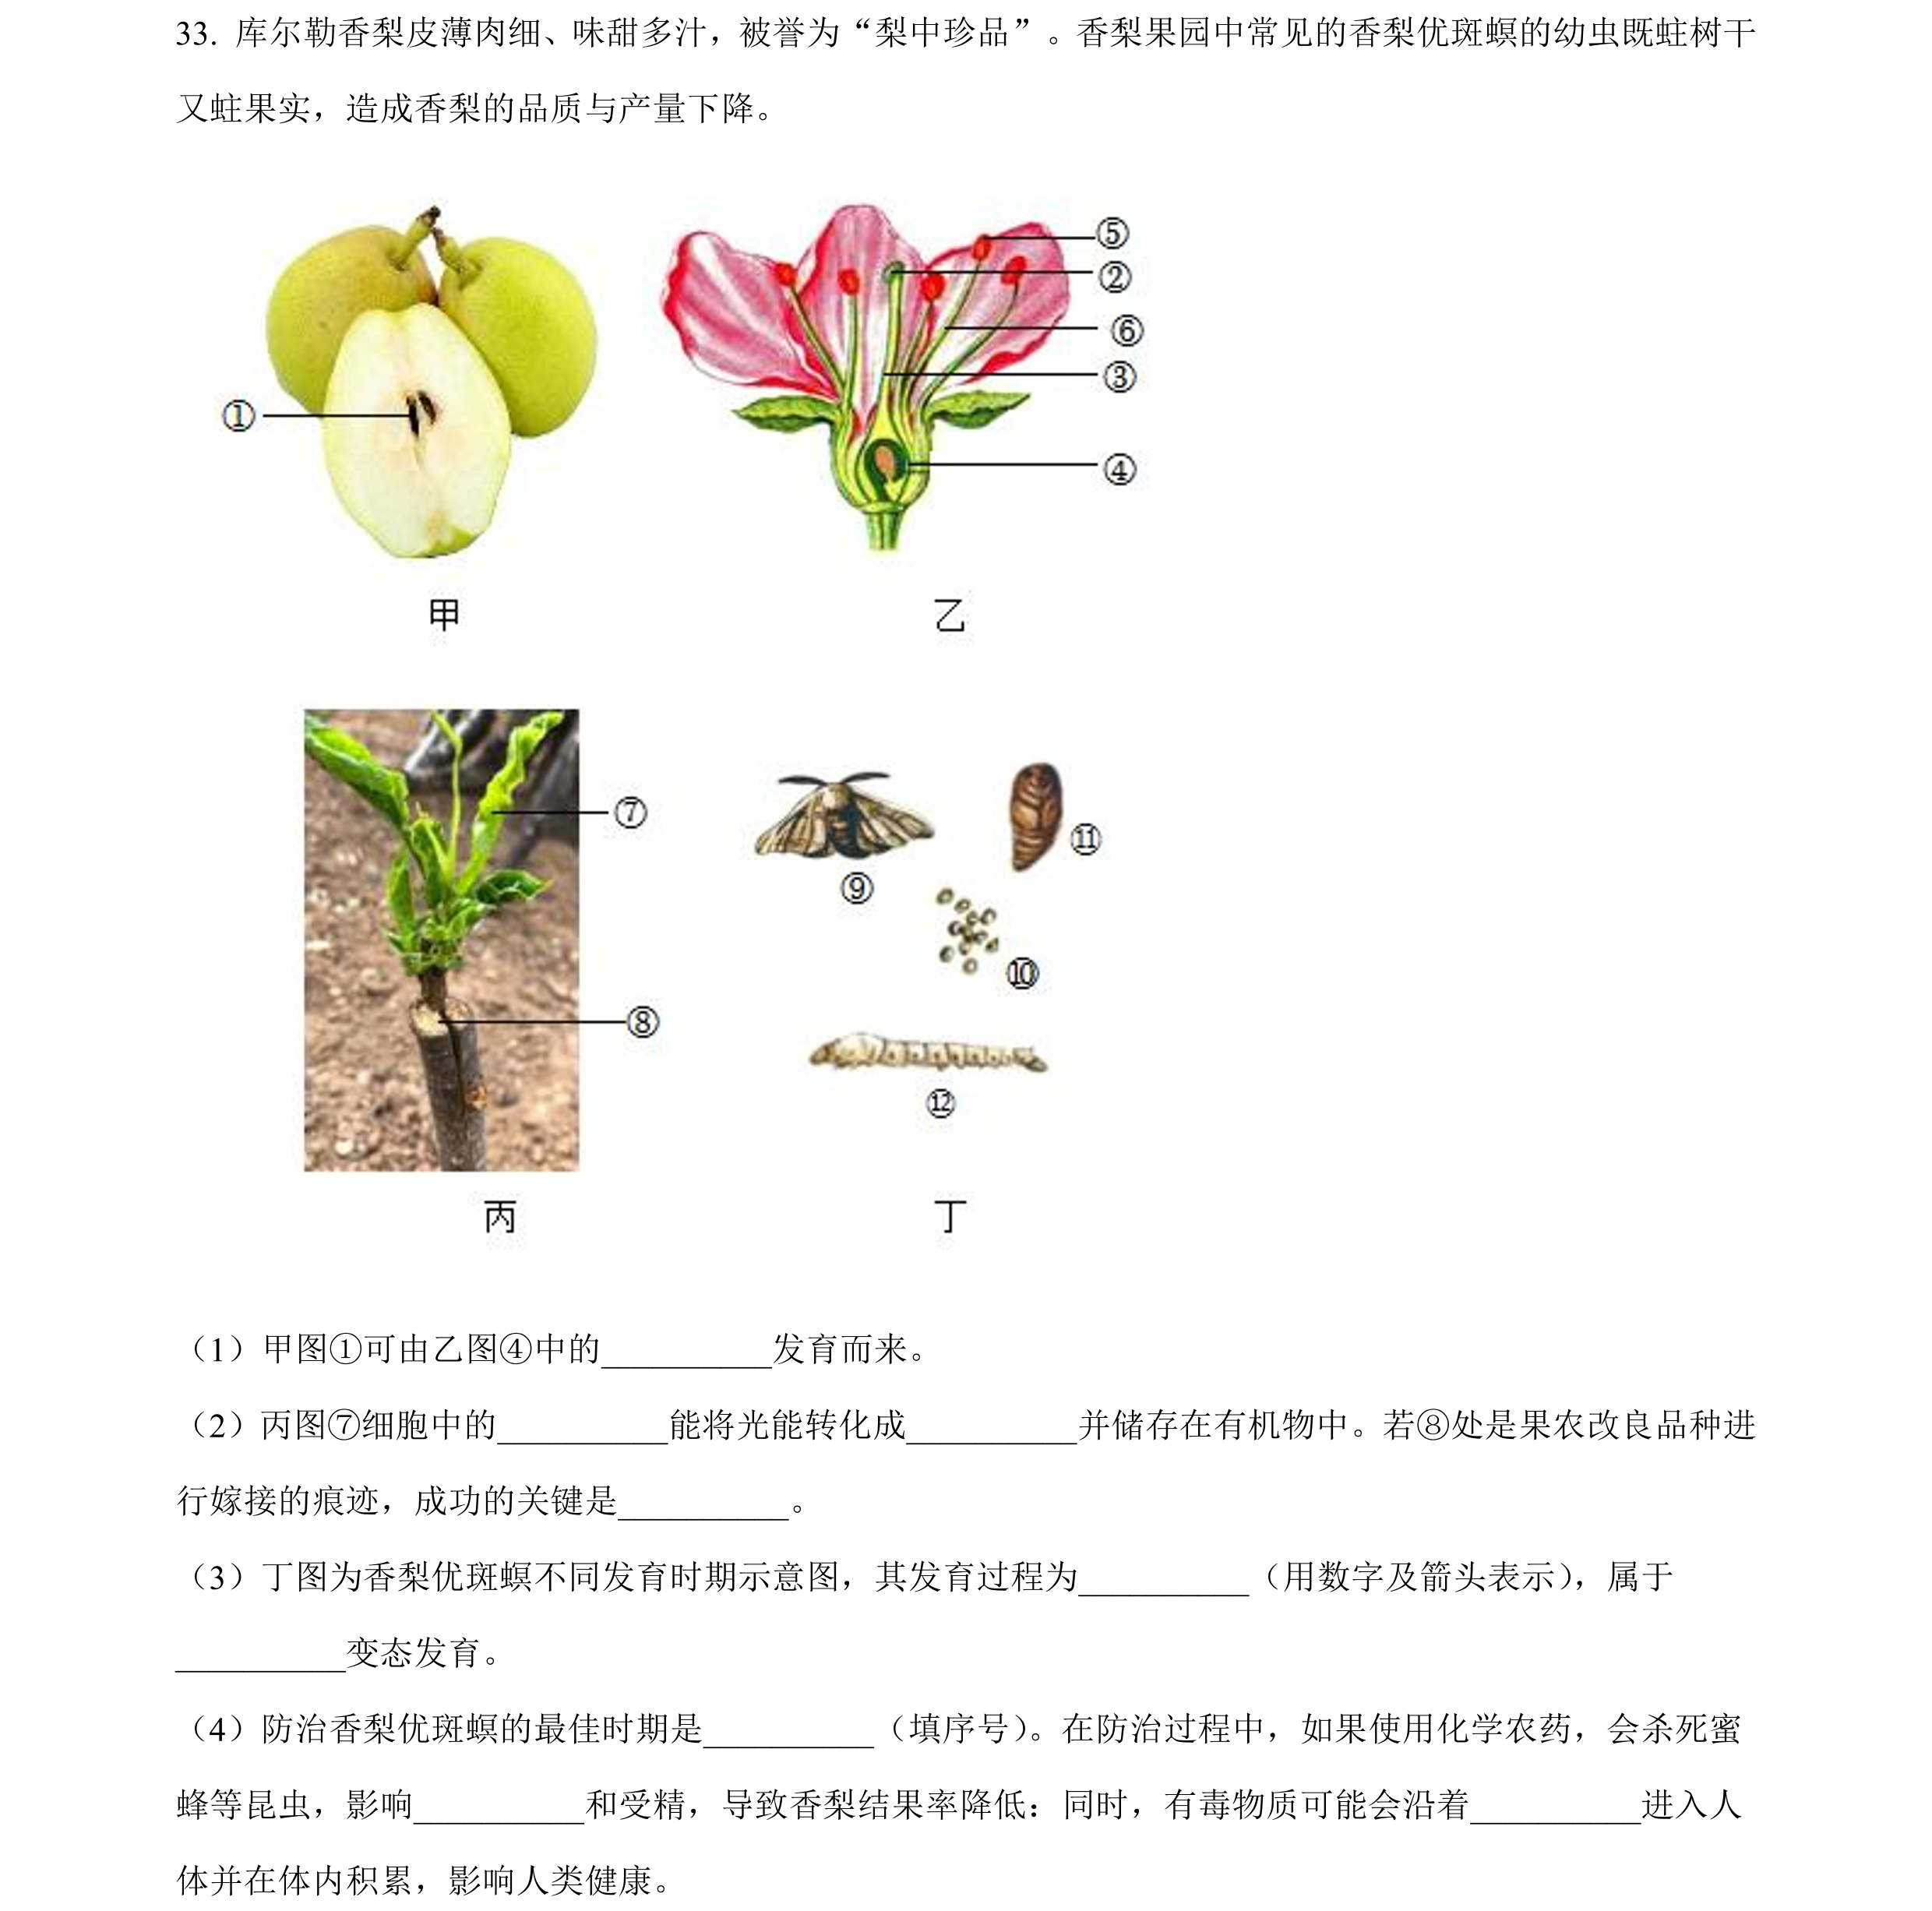 33. 库尔勒香梨皮薄肉细、味甜多汁，被誉为“梨中珍品”。香梨果园中常见的香梨优斑螟的幼虫既蛀树干
又蛀果实，造成香梨的品质与产量下降。
⑤
②
⑥
①
③
④
甲
乙
⑦
⑪
⑨
⑩
⑧
⑫
丙
丁
（1）甲图①可由乙图④中的__________发育而来。
（2）丙图⑦细胞中的__________能将光能转化成__________并储存在有机物中。若⑧处是果农改良品种进
行嫁接的痕迹，成功的关键是__________。
（3）丁图为香梨优斑螟不同发育时期示意图，其发育过程为__________（用数字及箭头表示），属于
__________变态发育。
（4）防治香梨优斑螟的最佳时期是__________（填序号）。在防治过程中，如果使用化学农药，会杀死蜜
蜂等昆虫，影响__________和受精，导致香梨结果率降低：同时，有毒物质可能会沿着__________进入人
体并在体内积累，影响人类健康。